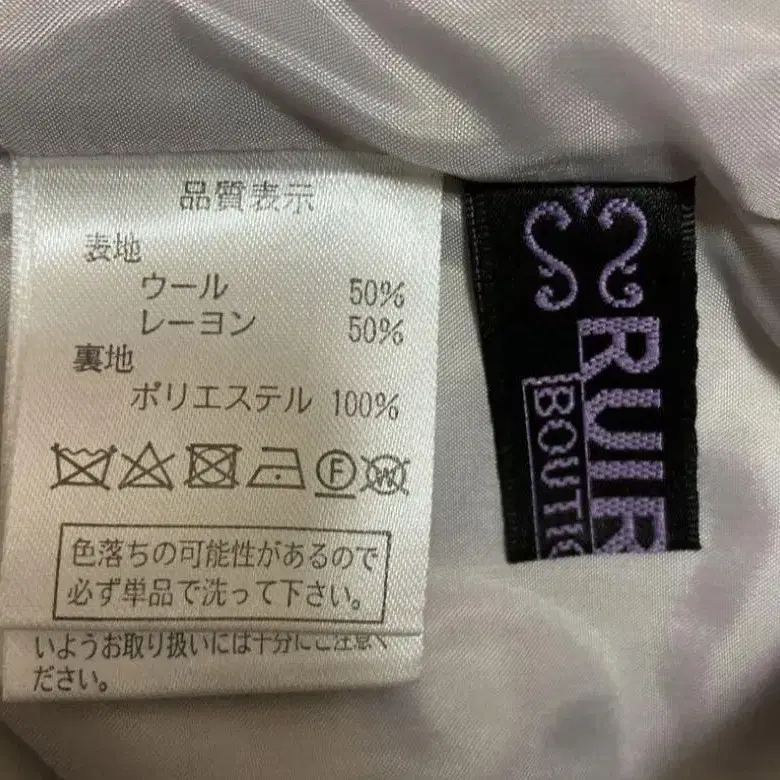 品質表示
表地
ウール 50%
レーヨン 50%
裏地
ポリエステル 100%
F W
色落ちの可能性があるので
必ず単品で洗って下さい。
いようお取り扱いには十分にご注意く
ださい。